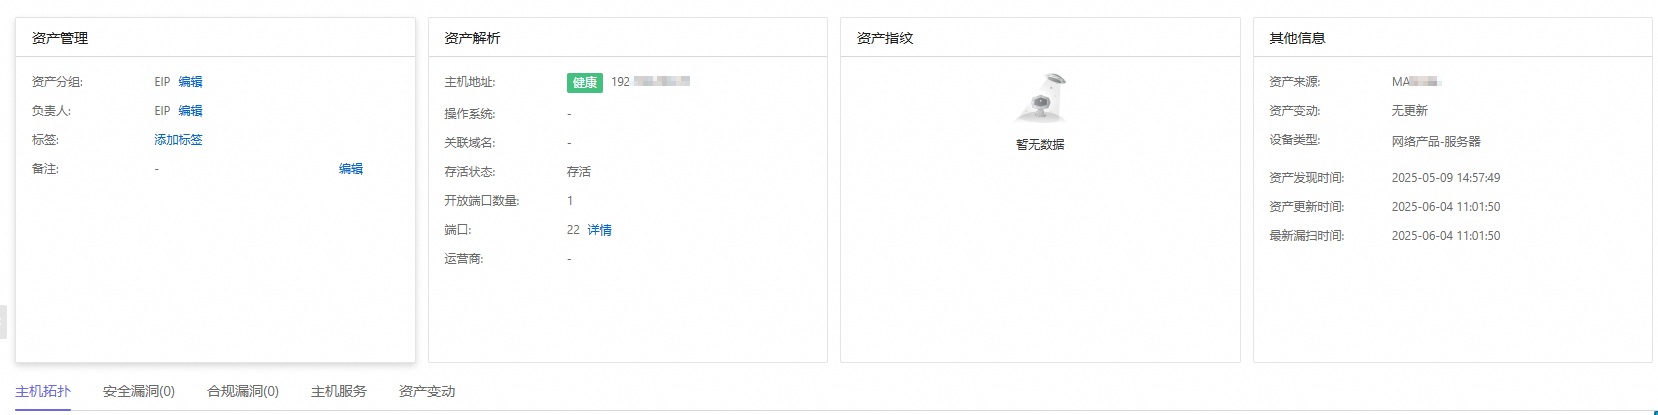 资产管理
资产分组: EIP 编辑
负责人: EIP 编辑
标签: 添加标签
备注: - 编辑
资产解析
主机地址: 健康 192
操作系统: -
关联域名: -
存活状态: 存活
开放端口数量: 1
端口: 22 详情
运营商: -
资产指纹
暂无数据
其他信息
资产来源: MA
资产变动: 无更新
设备类型: 网络产品-服务器
资产发现时间: 2025-05-09 14:57:49
资产更新时间: 2025-06-04 11:01:50
最新漏扫时间: 2025-06-04 11:01:50
主机拓扑 安全漏洞(0) 合规漏洞(0) 主机服务 资产变动